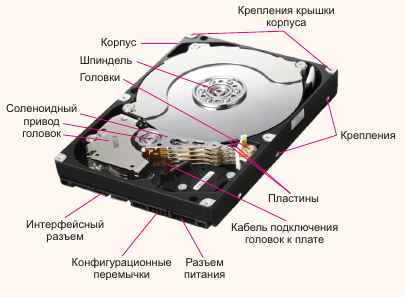 Крепления крышки
корпуса
Корпус
Шпиндель
Головки
Соленоидный
привод
головок
Крепления
Пластины
Интерфейсный
разъем
Кабель подключения
головок к плате
Конфигурационные
перемычки
Разъем
питания